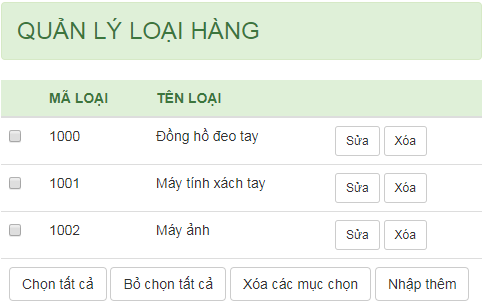 QUẢN LÝ LOẠI HÀNG
MÃ LOẠI TÊN LOẠI
1000 Đồng hồ đeo tay Sửa Xóa
1001 Máy tính xách tay Sửa Xóa
1002 Máy ảnh Sửa Xóa
Chọn tất cả Bỏ chọn tất cả Xóa các mục chọn Nhập thêm